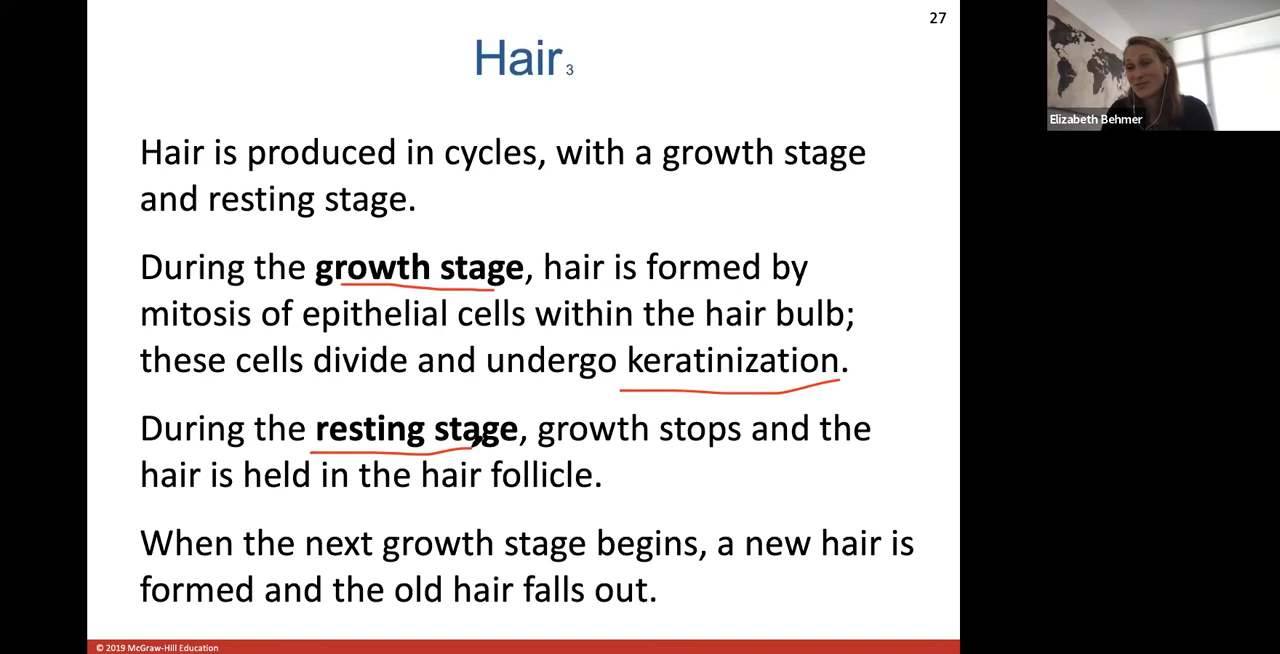 27
Hair 3
Elizabeth Behmer
Hair is produced in cycles, with a growth stage
and resting stage.
During the growth stage, hair is formed by
mitosis of epithelial cells within the hair bulb;
these cells divide and undergo keratinization.
During the resting stage, growth stops and the
hair is held in the hair follicle.
When the next growth stage begins, a new hair is
formed and the old hair falls out.
© 2019 McGraw-Hill Education